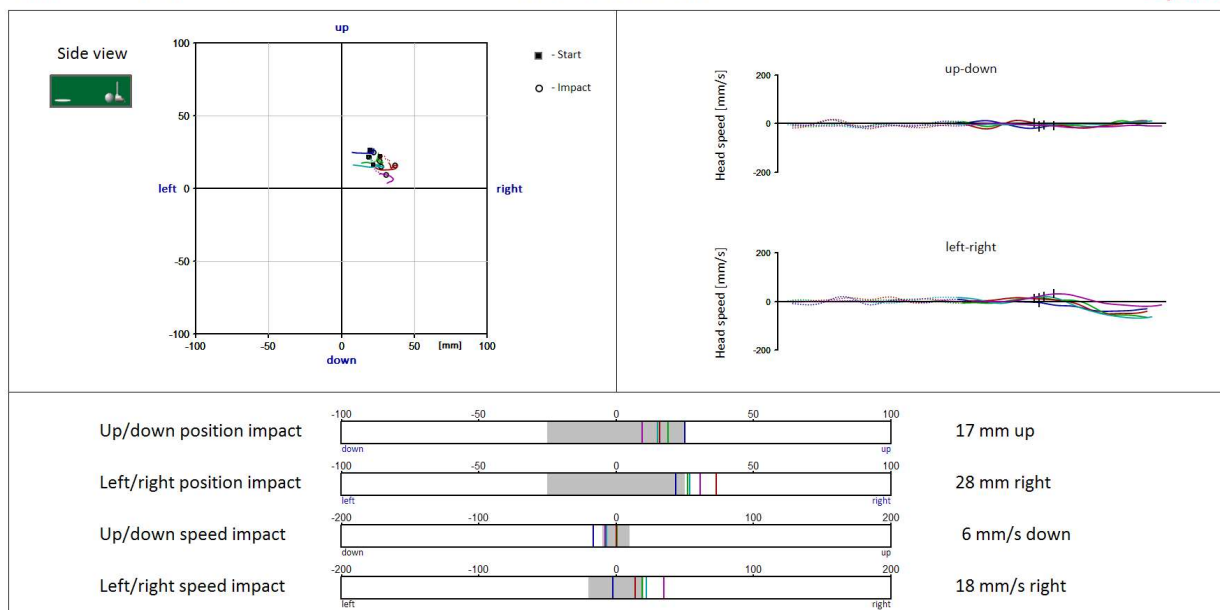 up
Side view
100
50
left 0
right
-50
-100
-100
-50
0
50
[mm]
100
down
- Start
- Impact
up-down
Head speed [mm/s]
200
0
-200
left-right
Head speed [mm/s]
200
0
-200
Up/down position impact
-100
-50
0
50
100
down
up
17 mm up
Left/right position impact
-100
-50
0
50
100
left
right
28 mm right
Up/down speed impact
-200
-100
0
100
200
down
up
6 mm/s down
Left/right speed impact
-200
-100
0
100
200
left
right
18 mm/s right